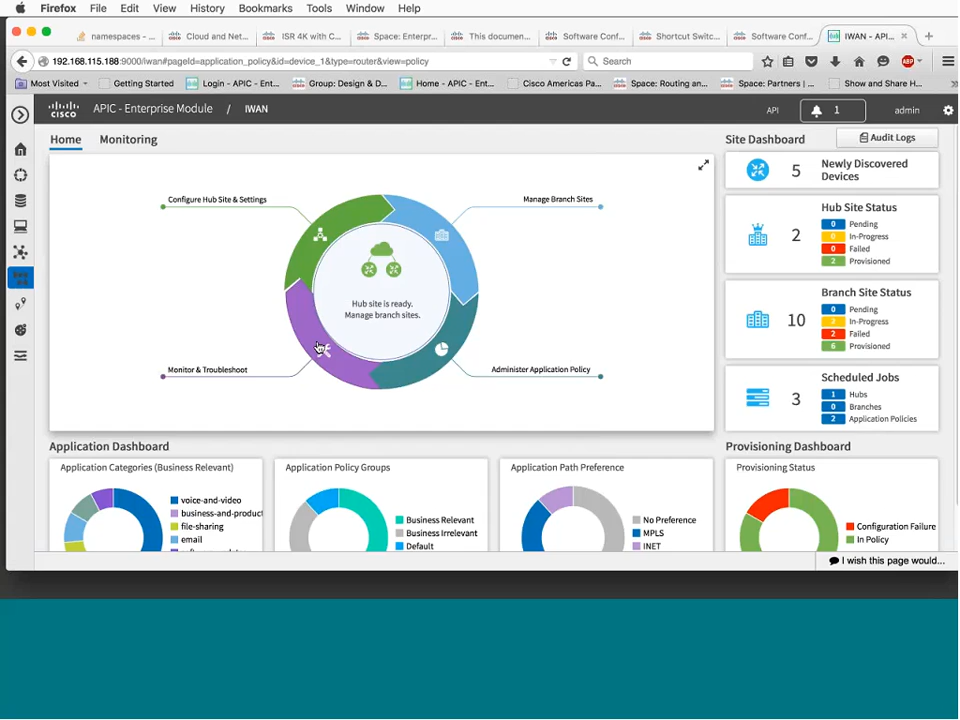 Firefox File Edit View History Bookmarks Tools Window Help
namespaces - ... Cloud and Net... ISR 4K with C... Space: Enterpr... This documen... Software Conf... Shortcut Switc... Software Conf... IWAN - API...
192.168.115.188:9000/iwan#pageId=application_policy&id=device_1&type=router&view=policy Search ABP
Most Visited Getting Started Login - APIC - Ent... Group: Design & D... Home - APIC - Ent... Cisco Americas Pa... Space: Routing an... Space: Partners |... Show and Share H...
cisco APIC - Enterprise Module / IWAN API 1 admin
Home Monitoring
Site Dashboard Audit Logs
Configure Hub Site & Settings
Manage Branch Sites
Hub site is ready.
Manage branch sites.
Monitor & Troubleshoot
Administer Application Policy
5 Newly Discovered
Devices
Hub Site Status
2
0 Pending
0 In-Progress
0 Failed
2 Provisioned
Branch Site Status
10
0 Pending
In-Progress
2 Failed
6 Provisioned
Scheduled Jobs
3
1 Hubs
0 Branches
2 Application Policies
Application Dashboard
Application Categories (Business Relevant)
voice-and-video
business-and-product
file-sharing
email
Application Policy Groups
Business Relevant
Business Irrelevant
Default
Application Path Preference
No Preference
MPLS
INET
Provisioning Dashboard
Provisioning Status
Configuration Failure
In Policy
I wish this page would...